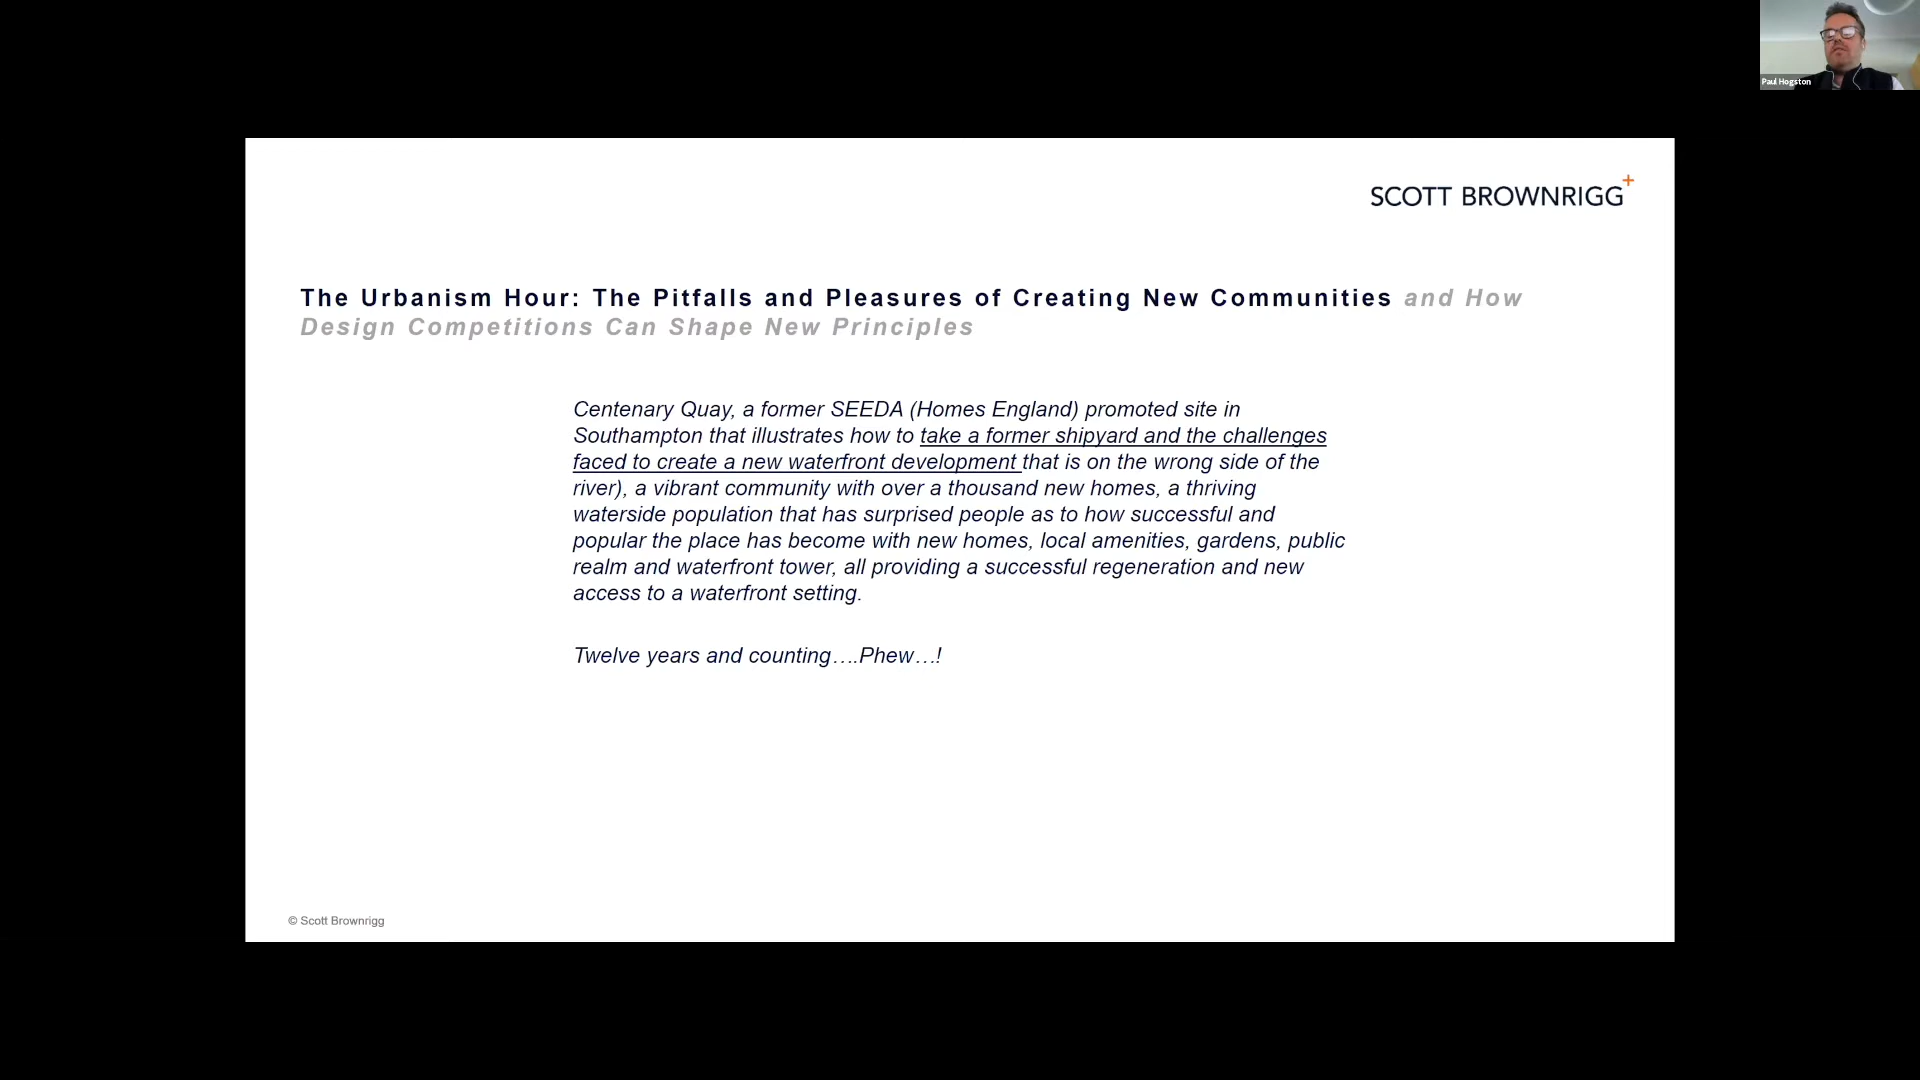 Paul Hogston
SCOTT BROWNRIGG+
The Urbanism Hour: The Pitfalls and Pleasures of Creating New Communities and How
Design Competitions Can Shape New Principles
Centenary Quay, a former SEEDA (Homes England) promoted site in
Southampton that illustrates how to take a former shipyard and the challenges
faced to create a new waterfront development that is on the wrong side of the
river), a vibrant community with over a thousand new homes, a thriving
waterside population that has surprised people as to how successful and
popular the place has become with new homes, local amenities, gardens, public
realm and waterfront tower, all providing a successful regeneration and new
access to a waterfront setting.
Twelve years and counting….Phew…!
© Scott Brownrigg